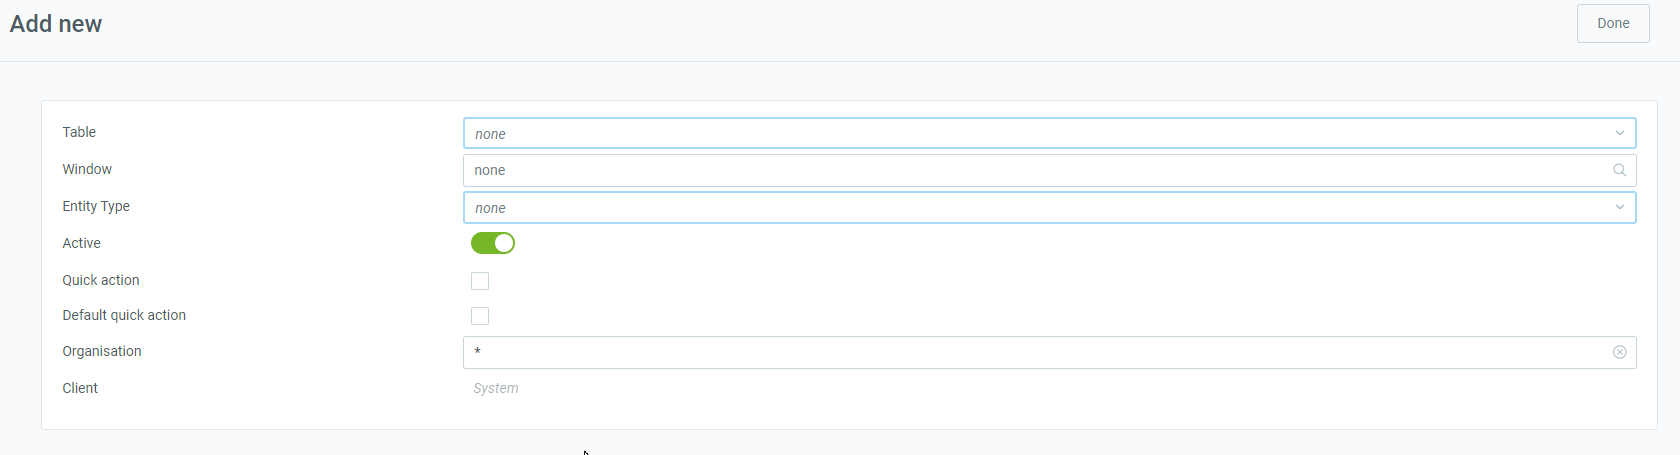 Add new
Done
Table
none
Window
none
Entity Type
none
Active
Quick action
Default quick action
Organisation
*
Client
System